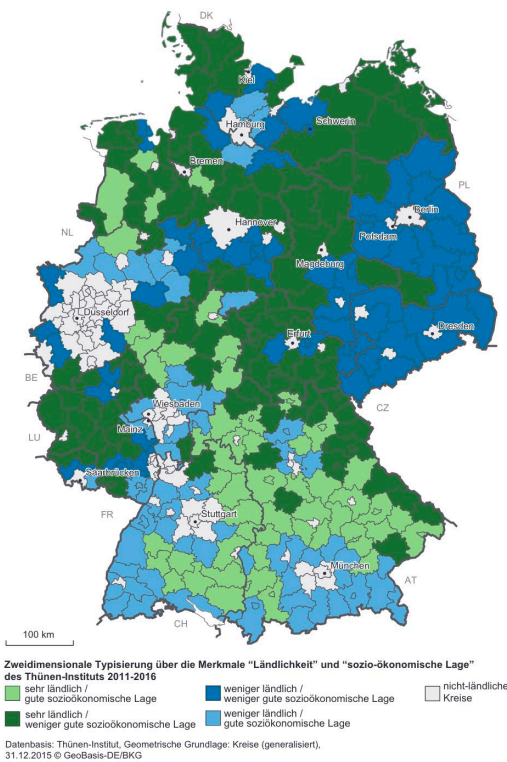 DK
Kiel
Hamburg
Schwerin
Bremen
PL
Berlin
Hannover
NL
Potsdam
Magdeburg
Düsseldorf
Dresden
Erfurt
BE
Wiesbaden
CZ
Mainz
LU
Saarbrücken
FR
Stuttgart
München
AT
CH
100 km
Zweidimensionale Typisierung über die Merkmale “Ländlichkeit” und “sozio-ökonomische Lage”
des Thünen-Instituts 2011-2016
sehr ländlich /
gute sozioökonomische Lage
weniger ländlich /
weniger gute sozioökonomische Lage
nicht-ländliche
Kreise
sehr ländlich /
weniger gute sozioökonomische Lage
weniger ländlich /
gute sozioökonomische Lage
Datenbasis: Thünen-Institut, Geometrische Grundlage: Kreise (generalisiert),
31.12.2015 © GeoBasis-DE/BKG